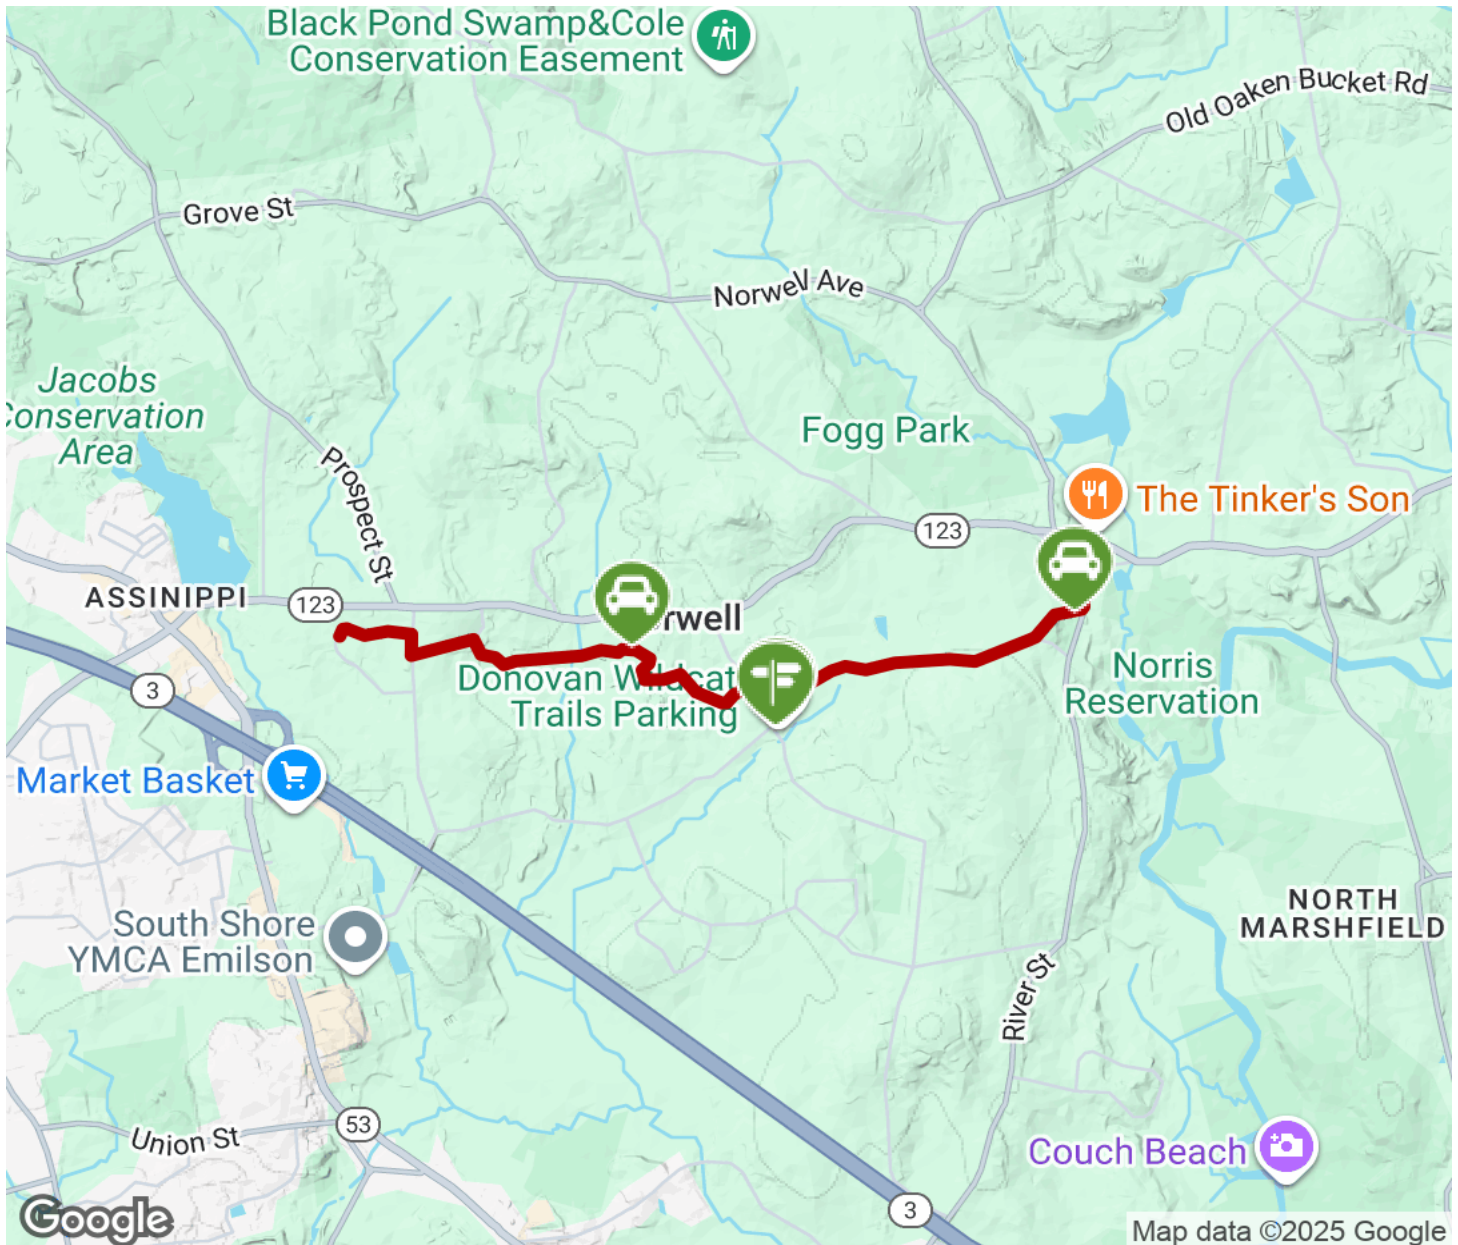 Black Pond Swamp&Cole
Conservation Easement
Old Oaken Bucket Rd
Grove St
Norwell Ave
Jacobs
Conservation
Area
Fogg Park
Prospect St
The Tinker's Son
123
ASSINIPPI
123
rwell
Donovan Wildcat
Trails Parking
Norris
Reservation
3
Market Basket
NORTH
MARSHFIELD
South Shore
YMCA Emilson
River St
53
Union St
Couch Beach
3
Google
Map data ©2025 Google